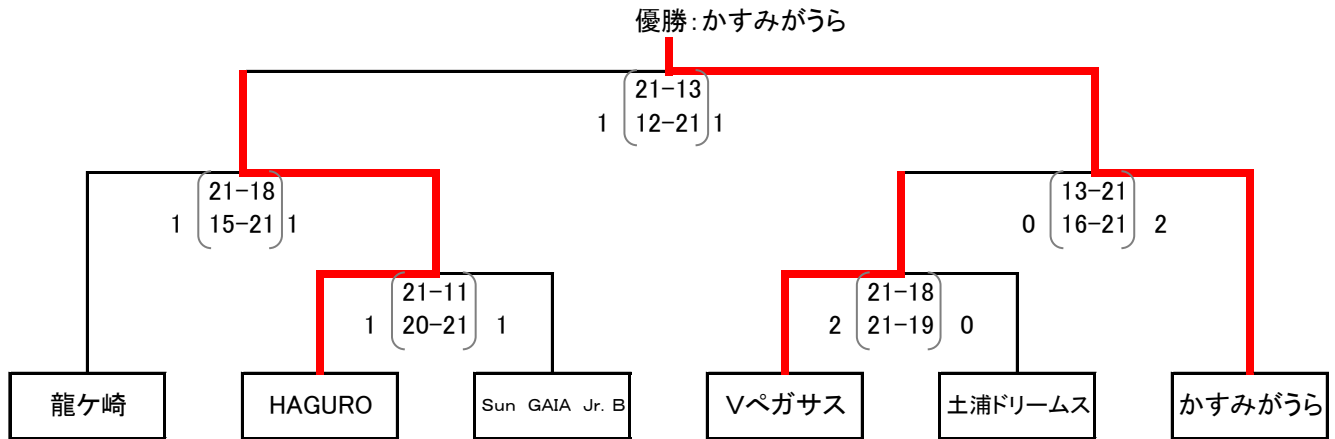 優勝：かすみがうら
21-13
1 12-21 1
21-18
1 15-21 1
13-21
0 16-21 2
21-11
1 20-21 1
21-18
2 21-19 0
龍ケ崎
HAGURO
Sun GAIA Jr. B
Vペガサス
土浦ドリームス
かすみがうら